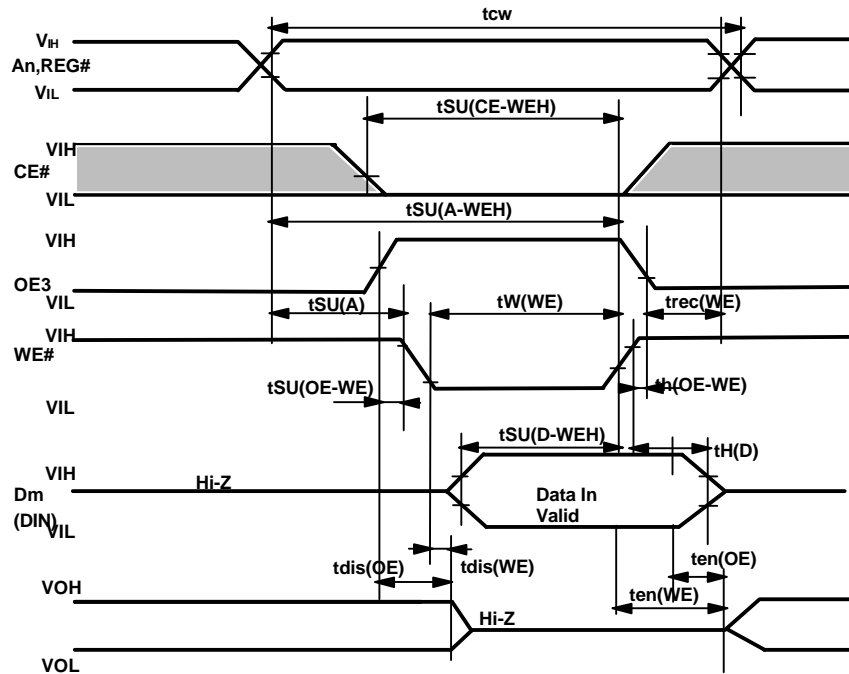 tcw
VIH
An,REG#
VIL
tSU(CE-WEH)
VIH
CE#
VIL
tSU(A-WEH)
VIH
OE3
VIL
tSU(A)
tW(WE)
trec(WE)
VIH
WE#
tSU(OE-WE)
th(OE-WE)
VIL
tSU(D-WEH)
tH(D)
VIH
Hi-Z
Dm
(DIN)
Data In
Valid
VIL
tdis(OE)
tdis(WE)
ten(OE)
VOH
ten(WE)
Hi-Z
VOL